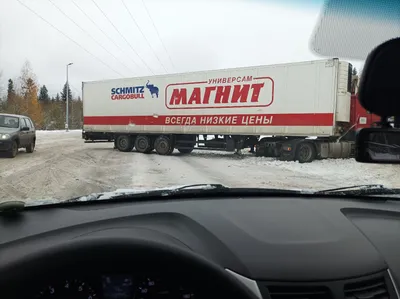 SCHMITZ
CARGOBULL
УНИВЕРСАМ
МАГНИТ
ВСЕГДА НИЗКИЕ ЦЕНЫ